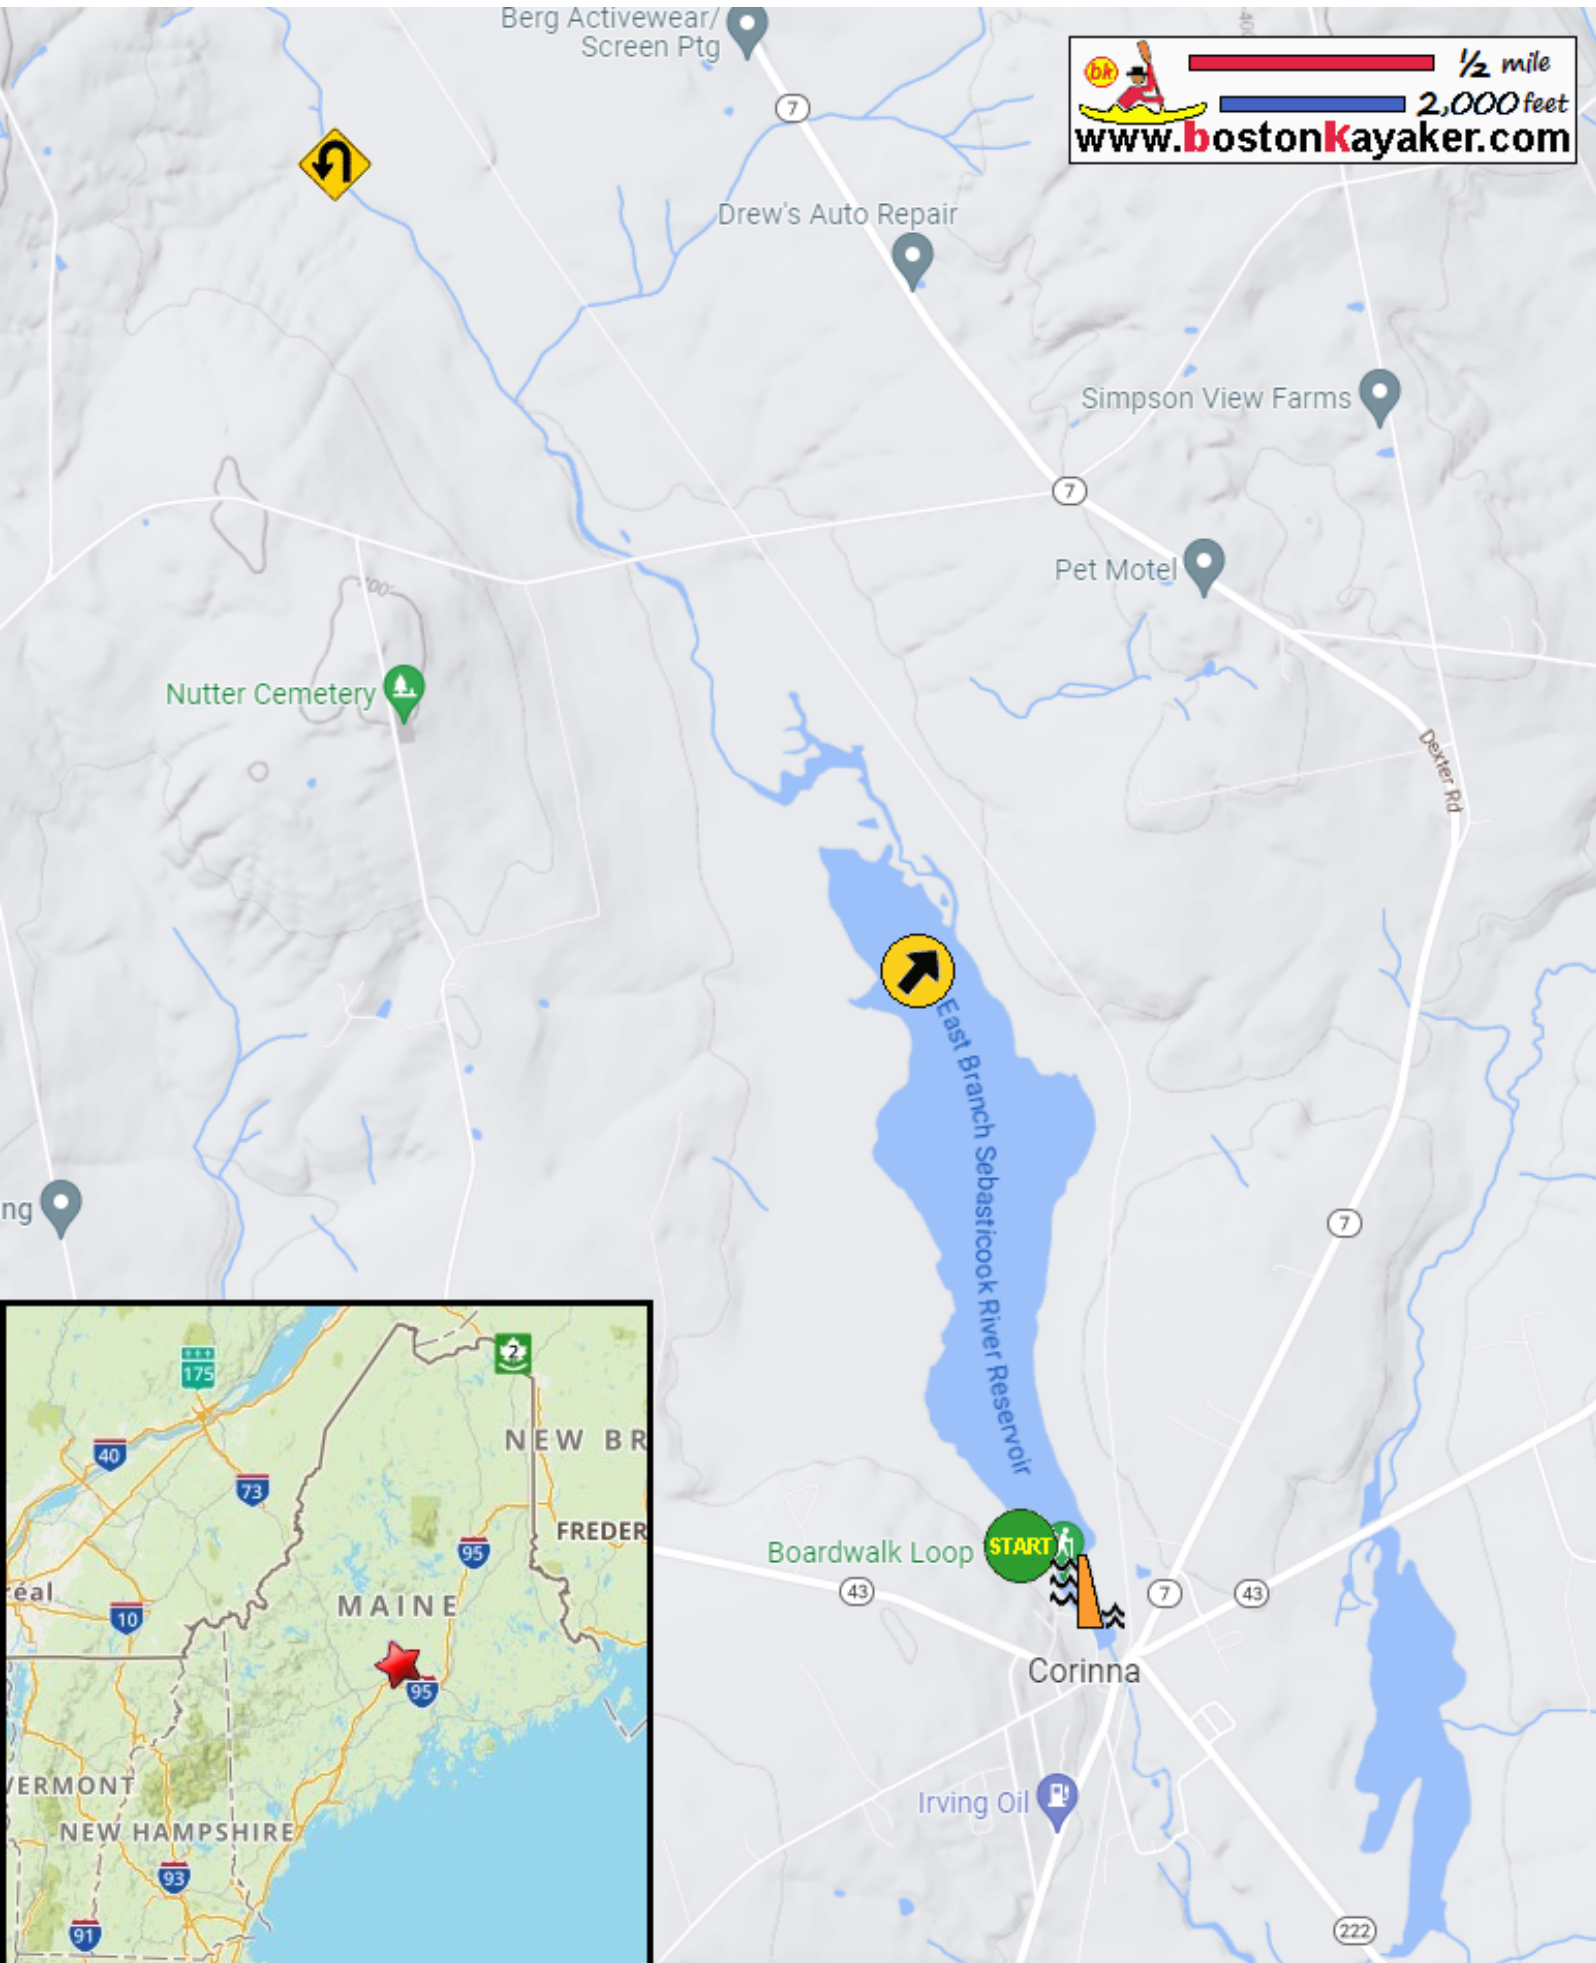 Berg Activewear/
Screen Ptg
40
bk
½ mile
2,000 feet
www.bostonkayaker.com
7
Drew's Auto Repair
Simpson View Farms
7
Pet Motel
Nutter Cemetery
Dexter Rd
East Branch Sebasticook River Reservoir
7
ng
START
Boardwalk Loop
43
7
43
Corinna
Irving Oil
222
175
2
NEW BR
40
73
95
FREDER
MAINE
réal
10
95
VERMONT
NEW HAMPSHIRE
93
91